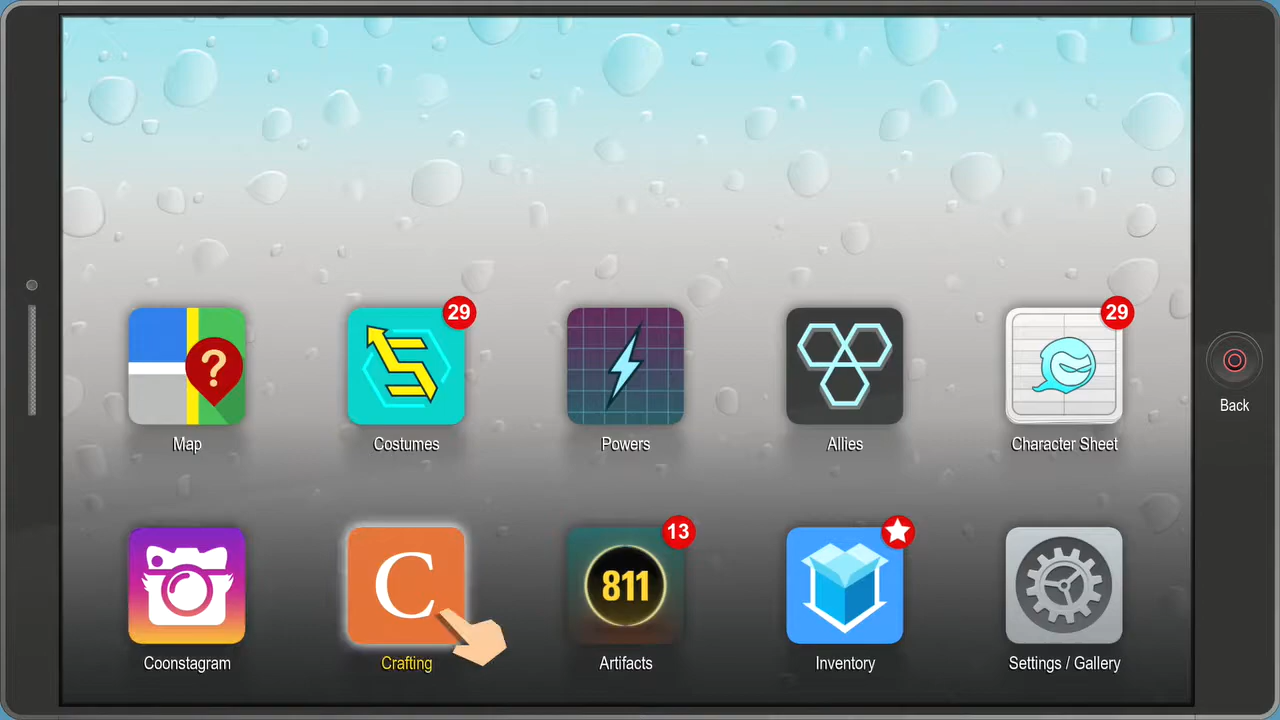 29
29
?
Map
Costumes
Powers
Allies
Character Sheet
Back
13
C
811
Coonstagram
Crafting
Artifacts
Inventory
Settings / Gallery